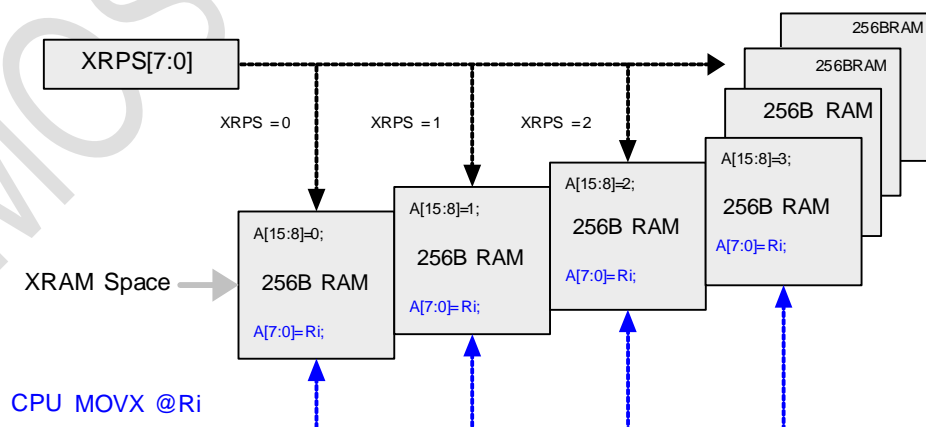 256BRAM
XRPS[7:0]
256BRAM
256B RAM
XRPS =0
XRPS =1
XRPS =2
A[15:8]=3;
A[15:8]=2;
A[15:8]=1;
256B RAM
256B RAM
A[15:8]=0;
A[7:0]=Ri;
256B RAM
A[7:0]=Ri;
XRAM Space
256B RAM
A[7:0]=Ri;
A[7:0]=Ri;
CPU MOVX @Ri